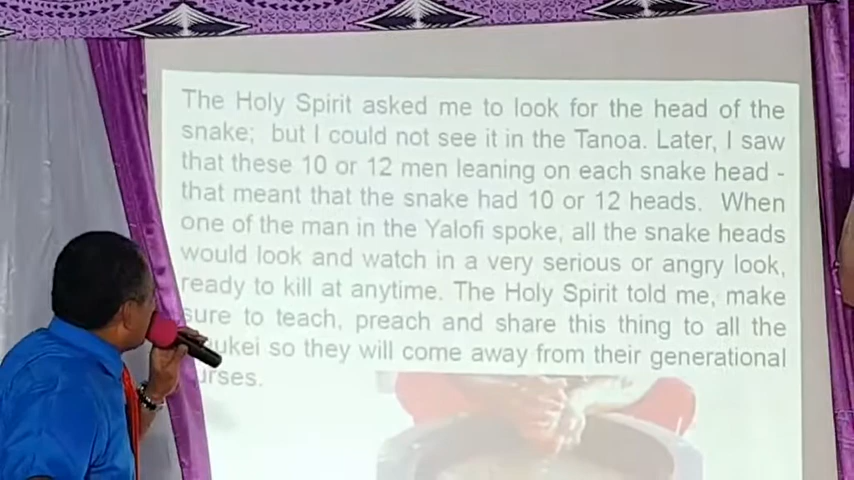 The Holy Spirit asked me to look for the head of the
snake; but I could not see it in the Tanoa. Later, I saw
that these 10 or 12 men leaning on each snake head -
that meant that the snake had 10 or 12 heads. When
one of the man in the Yalofi spoke, all the snake heads
would look and watch in a very serious or angry look,
ready to kill at anytime. The Holy Spirit told me, make
sure to teach, preach and share this thing to all the
so they will come away from their generational